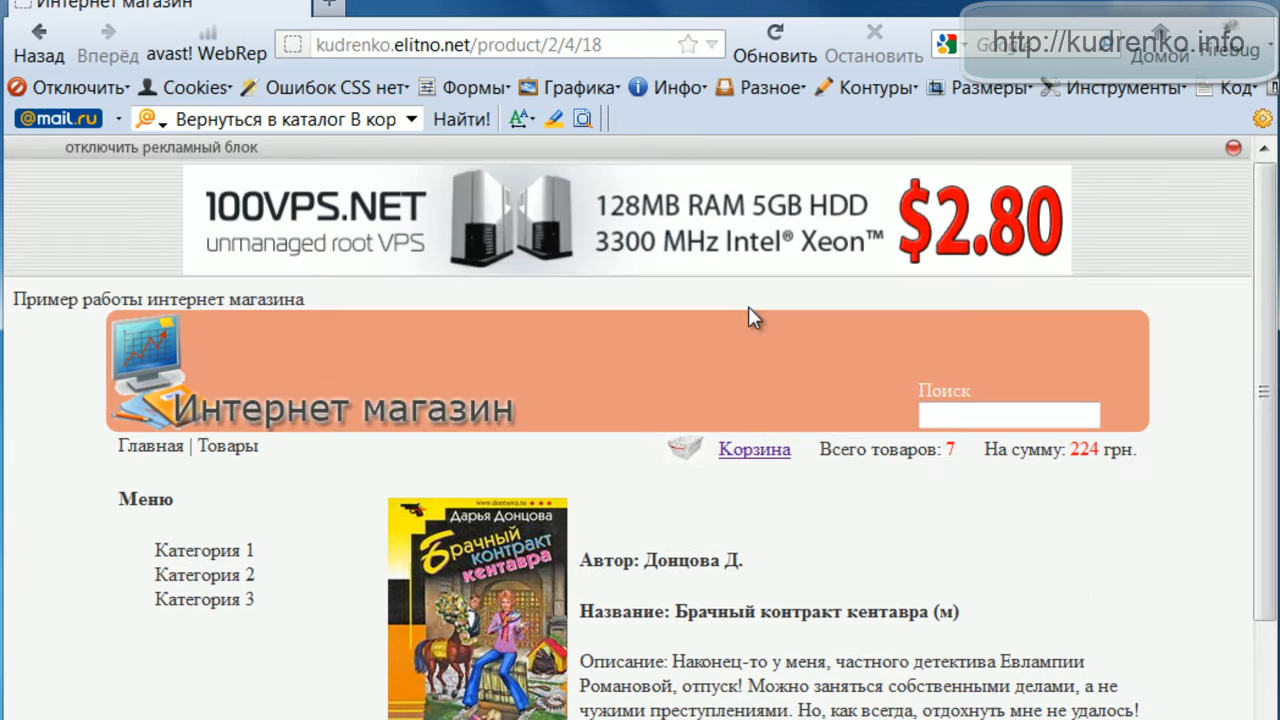 Интернет магазин
http://kudrenko.info
Назад Вперёд avast! WebRep kudrenko.elitno.net/product/2/4/18 Обновить Остановить Goog Домой Firebug
Отключить Cookies Ошибок CSS нет Формы Графика Инфо Разное Контуры Размеры Инструменты Код
@mail.ru Вернуться в каталог В кор Найти!
отключить рекламный блок
100VPS.NET
unmanaged root VPS
128MB RAM 5GB HDD
3300 MHz Intel® Xeon™
$2.80
Пример работы интернет магазина
Интернет магазин
Поиск
Главная | Товары
Корзина Всего товаров: 7 На сумму: 224 грн.
Меню
Категория 1
Категория 2
Категория 3
www.dontsova.ru
Дарья Донцова
Брачный
контракт
кентавра
Автор: Донцова Д.
Название: Брачный контракт кентавра (м)
Описание: Наконец-то у меня, частного детектива Евлампии
Романовой, отпуск! Можно заняться собственными делами, а не
чужими преступлениями. Но, как всегда, отдохнуть мне не удалось!